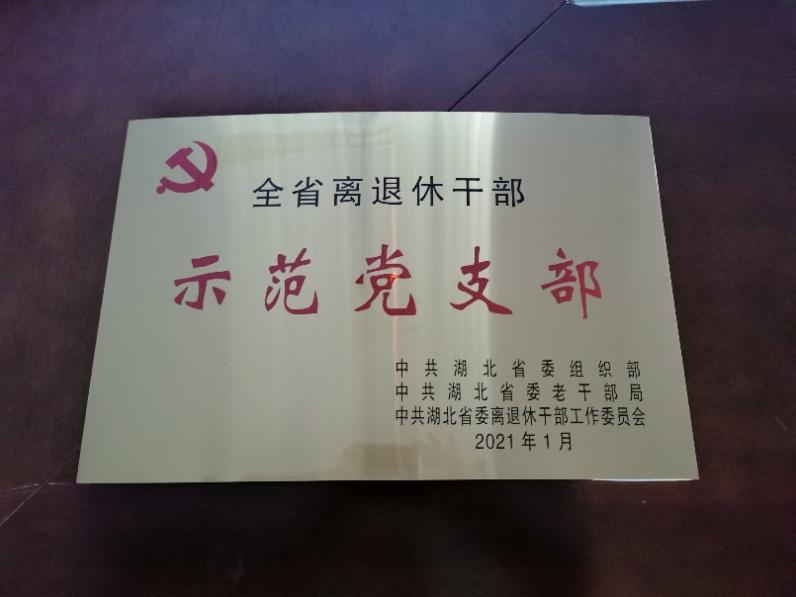 全省离退休干部
示范党支部
中共湖北省委组织部
中共湖北省委老干部局
中共湖北省委离退休干部工作委员会
2021年1月